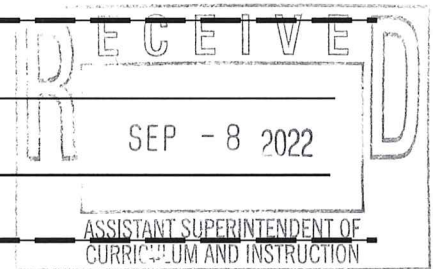 RECEIVED
SEP - 8 2022
ASSISTANT SUPERINTENDENT OF
CURRICULUM AND INSTRUCTION